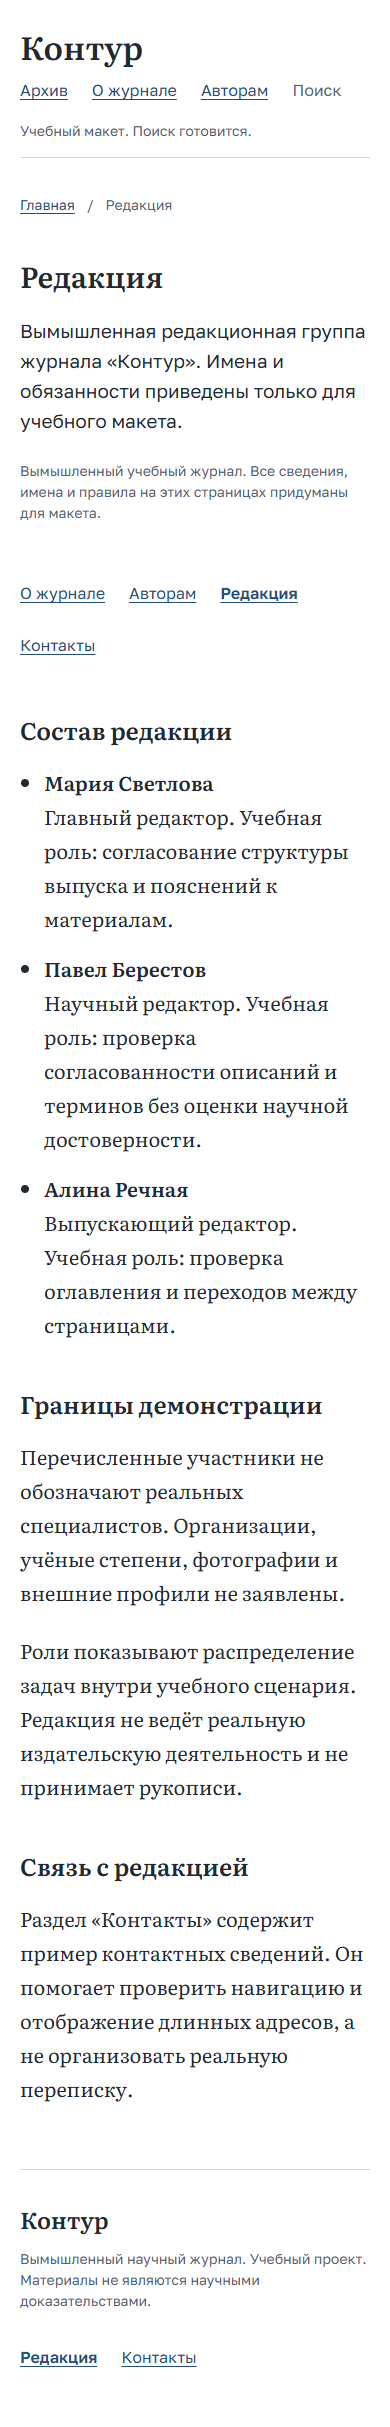 Контур
Архив О журнале Авторам Поиск
Учебный макет. Поиск готовится.
Главная / Редакция
Редакция
Вымышленная редакционная группа
журнала «Контур». Имена и
обязанности приведены только для
учебного макета.
Вымышленный учебный журнал. Все сведения,
имена и правила на этих страницах придуманы
для макета.
О журнале Авторам Редакция
Контакты
Состав редакции
• Мария Светлова
Главный редактор. Учебная
роль: согласование структуры
выпуска и пояснений к
материалам.
• Павел Берестов
Научный редактор. Учебная
роль: проверка
согласованности описаний и
терминов без оценки научной
достоверности.
• Алина Речная
Выпускающий редактор.
Учебная роль: проверка
оглавления и переходов между
страницами.
Границы демонстрации
Перечисленные участники не
обозначают реальных
специалистов. Организации,
учёные степени, фотографии и
внешние профили не заявлены.
Роли показывают распределение
задач внутри учебного сценария.
Редакция не ведёт реальную
издательскую деятельность и не
принимает рукописи.
Связь с редакцией
Раздел «Контакты» содержит
пример контактных сведений. Он
помогает проверить навигацию и
отображение длинных адресов, а
не организовать реальную
переписку.
Контур
Вымышленный научный журнал. Учебный проект.
Материалы не являются научными
доказательствами.
Редакция Контакты